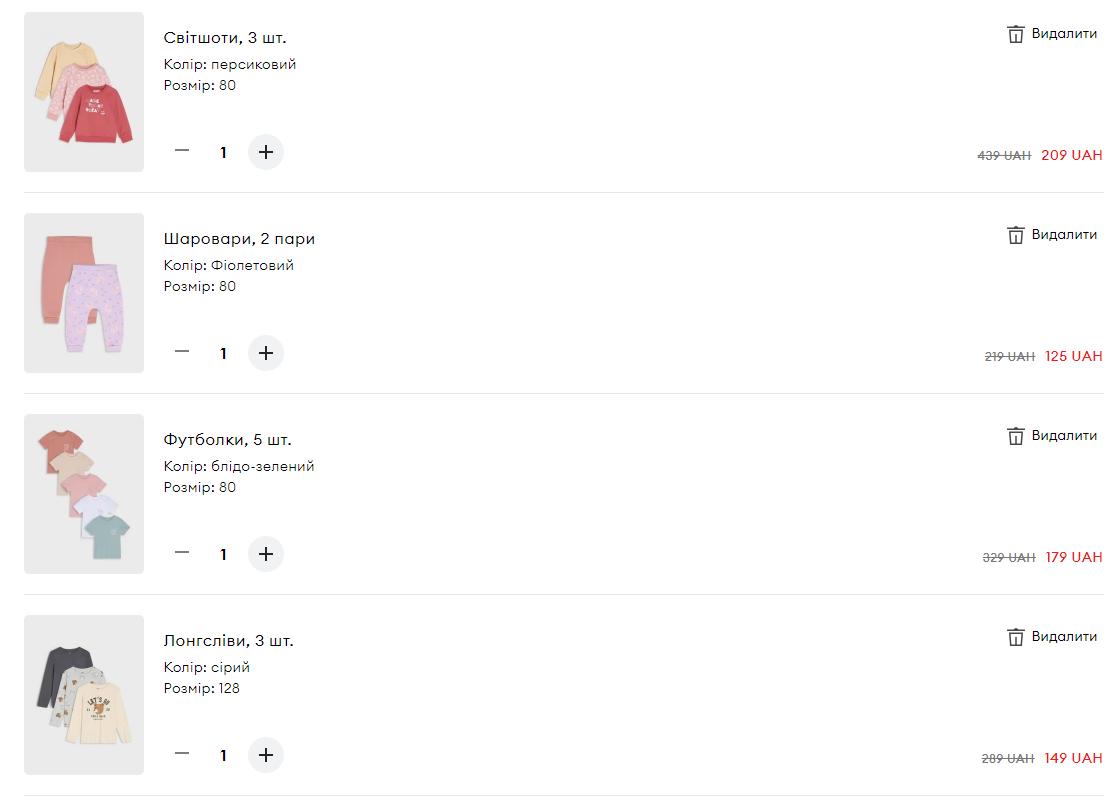 Світшоти, 3 шт.
Видалити
Колір: персиковий
Розмір: 80
1
439 UAH 209 UAH
Шаровари, 2 пари
Видалити
Колір: Фіолетовий
Розмір: 80
1
219 UAH 125 UAH
Футболки, 5 шт.
Видалити
Колір: блідо-зелений
Розмір: 80
1
329 UAH 179 UAH
LET'S GO
Лонгсліви, 3 шт.
Видалити
Колір: сірий
Розмір: 128
1
289 UAH 149 UAH